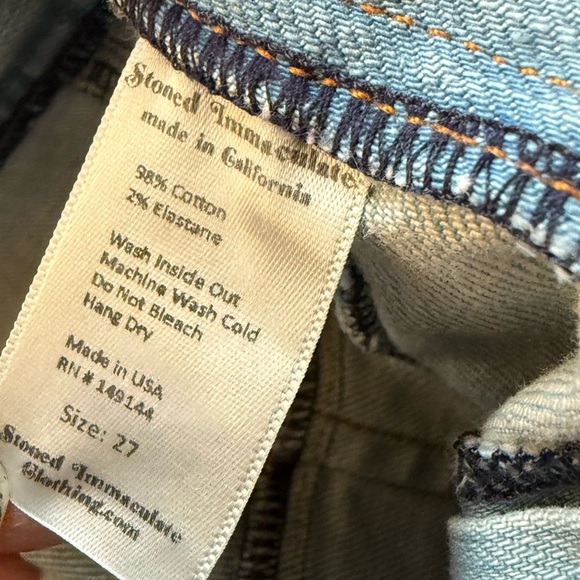 Stoned Immaculate
made in California
98% Cotton
2% Elastane
Wash Inside Out
Machine Wash Cold
Do Not Bleach
Hang Dry
Made in USA
RN # 149144
Size: 27
Stoned Immaculate
Clothing.com